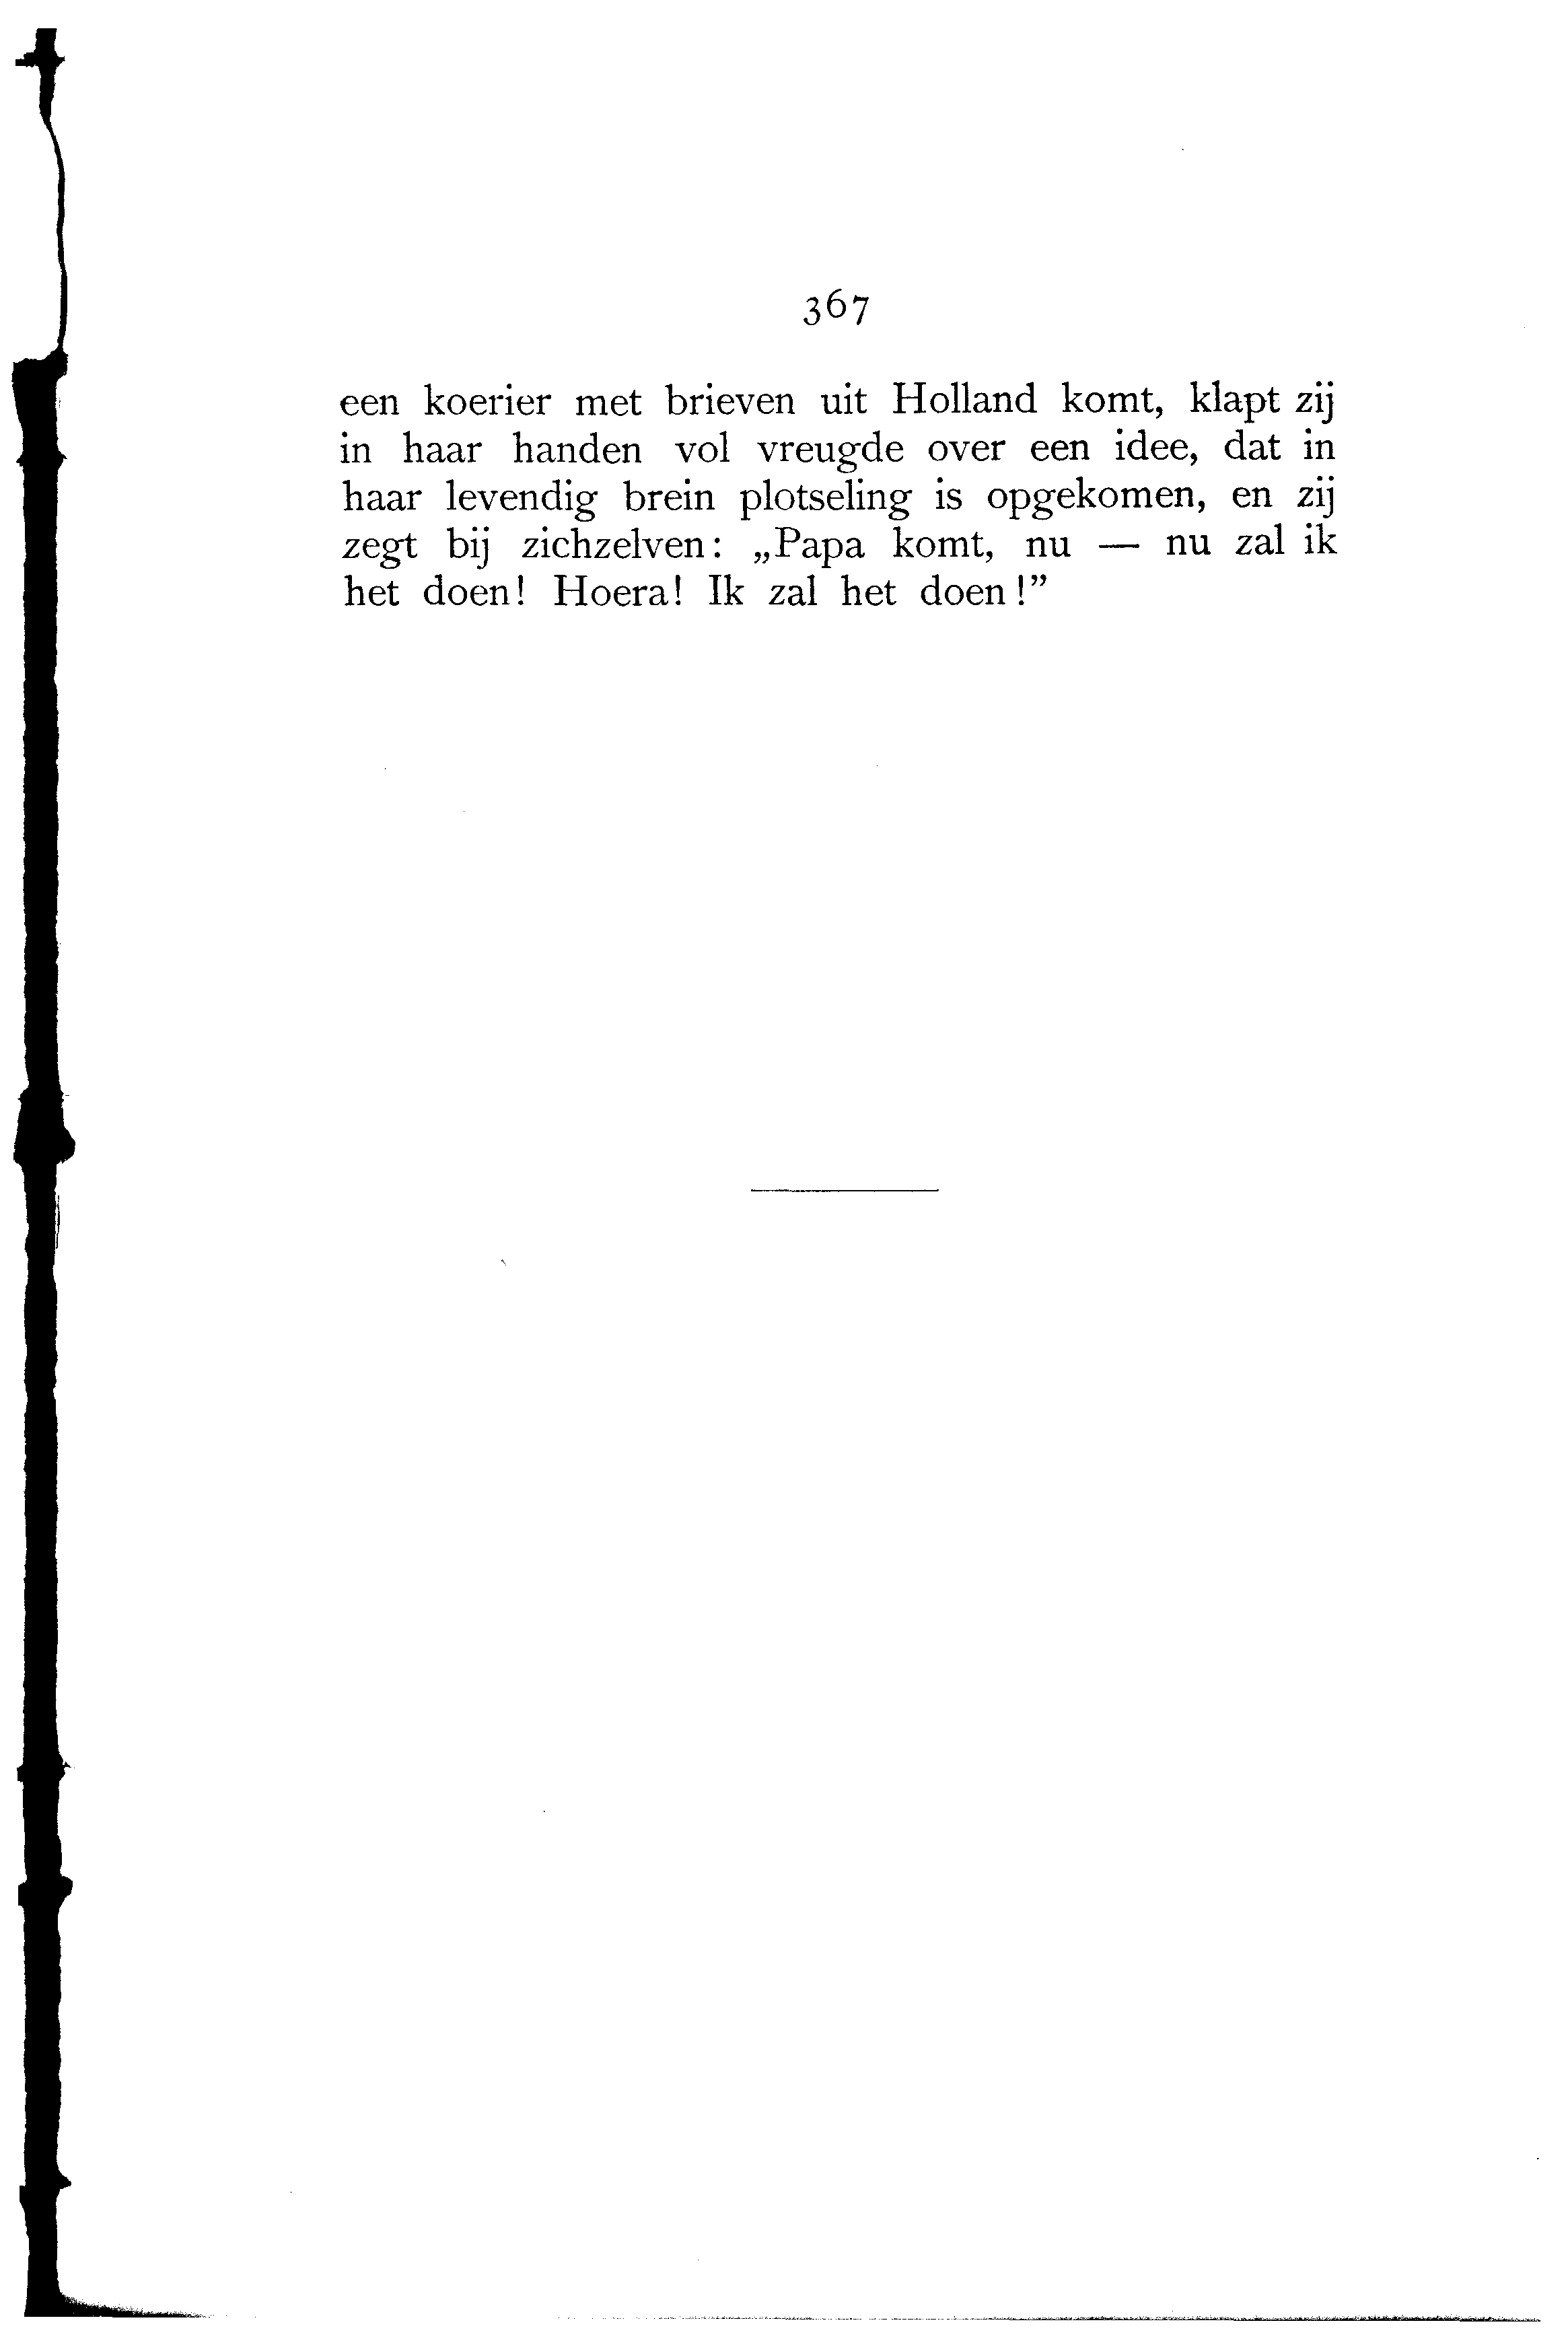 367
een koerier met brieven uit Holland komt, klapt zij
in haar handen vol vreugde over een idee, dat in
haar levendig brein plotseling is opgekomen, en zij
zegt bij zichzelven: „Papa komt, nu — nu zal ik
het doen! Hoera! Ik zal het doen!”